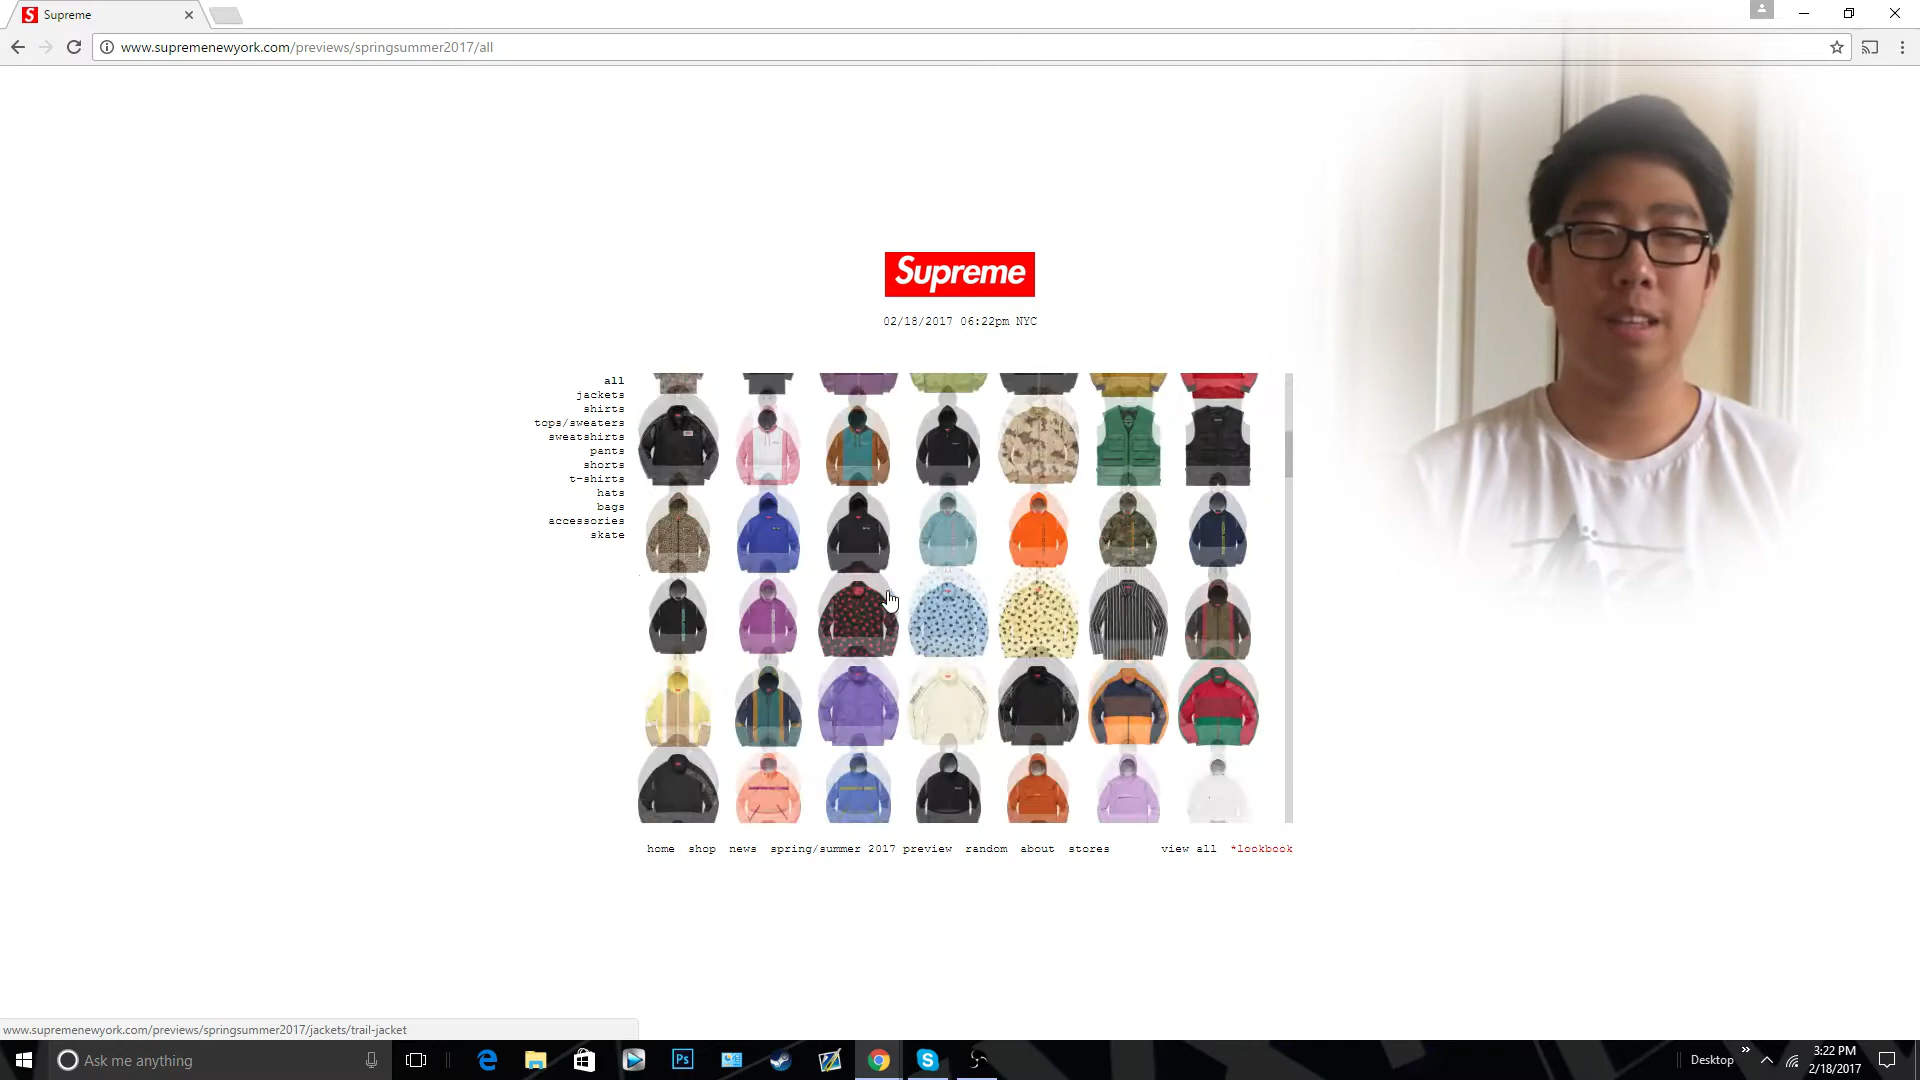 Supreme
www.supremenewyork.com/previews/springsummer2017/all
Supreme
02/18/2017 06:22pm NYC
all
jackets
shirts
tops/sweaters
sweatshirts
pants
shorts
t-shirts
hats
bags
accessories
skate
home shop news spring/summer 2017 preview random about stores view all *lookbook
www.supremenewyork.com/previews/springsummer2017/jackets/trail-jacket
Ask me anything
Desktop
3:22 PM
2/18/2017